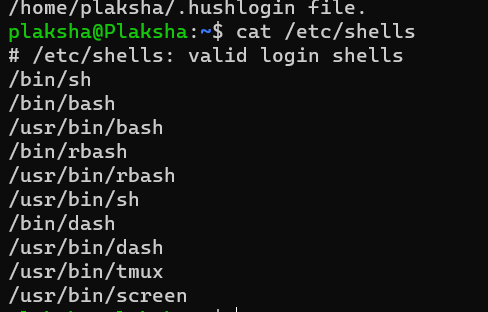 /home/plaksha/.hushlogin file.
plaksha@Plaksha:~$ cat /etc/shells
# /etc/shells: valid login shells
/bin/sh
/bin/bash
/usr/bin/bash
/bin/rbash
/usr/bin/rbash
/usr/bin/sh
/bin/dash
/usr/bin/dash
/usr/bin/tmux
/usr/bin/screen